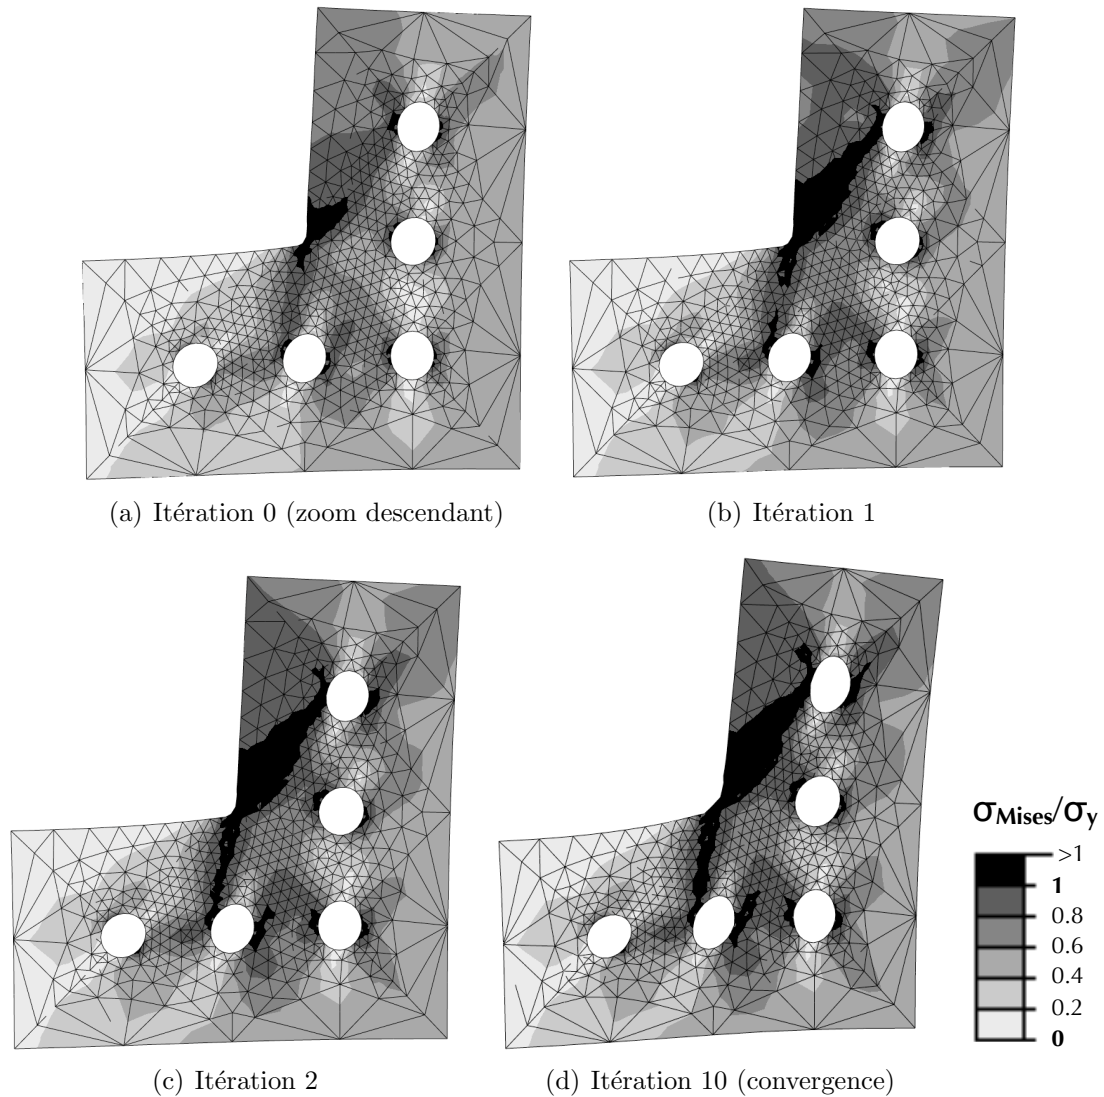 (a) Itération 0 (zoom descendant)
(b) Itération 1
(c) Itération 2
(d) Itération 10 (convergence)
σMises/σy
>1
1
0.8
0.6
0.4
0.2
0